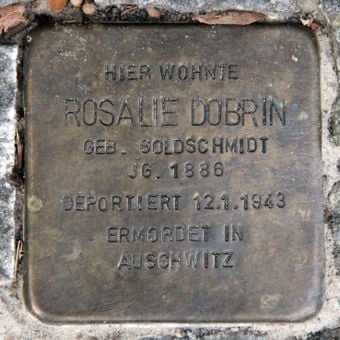 HIER WOHNTE
ROSALIE DOBRIN
GEB. GOLDSCHMIDT
JG. 1886
DEPORTIERT 12.1.1943
ERMORDET IN
AUSCHWITZ